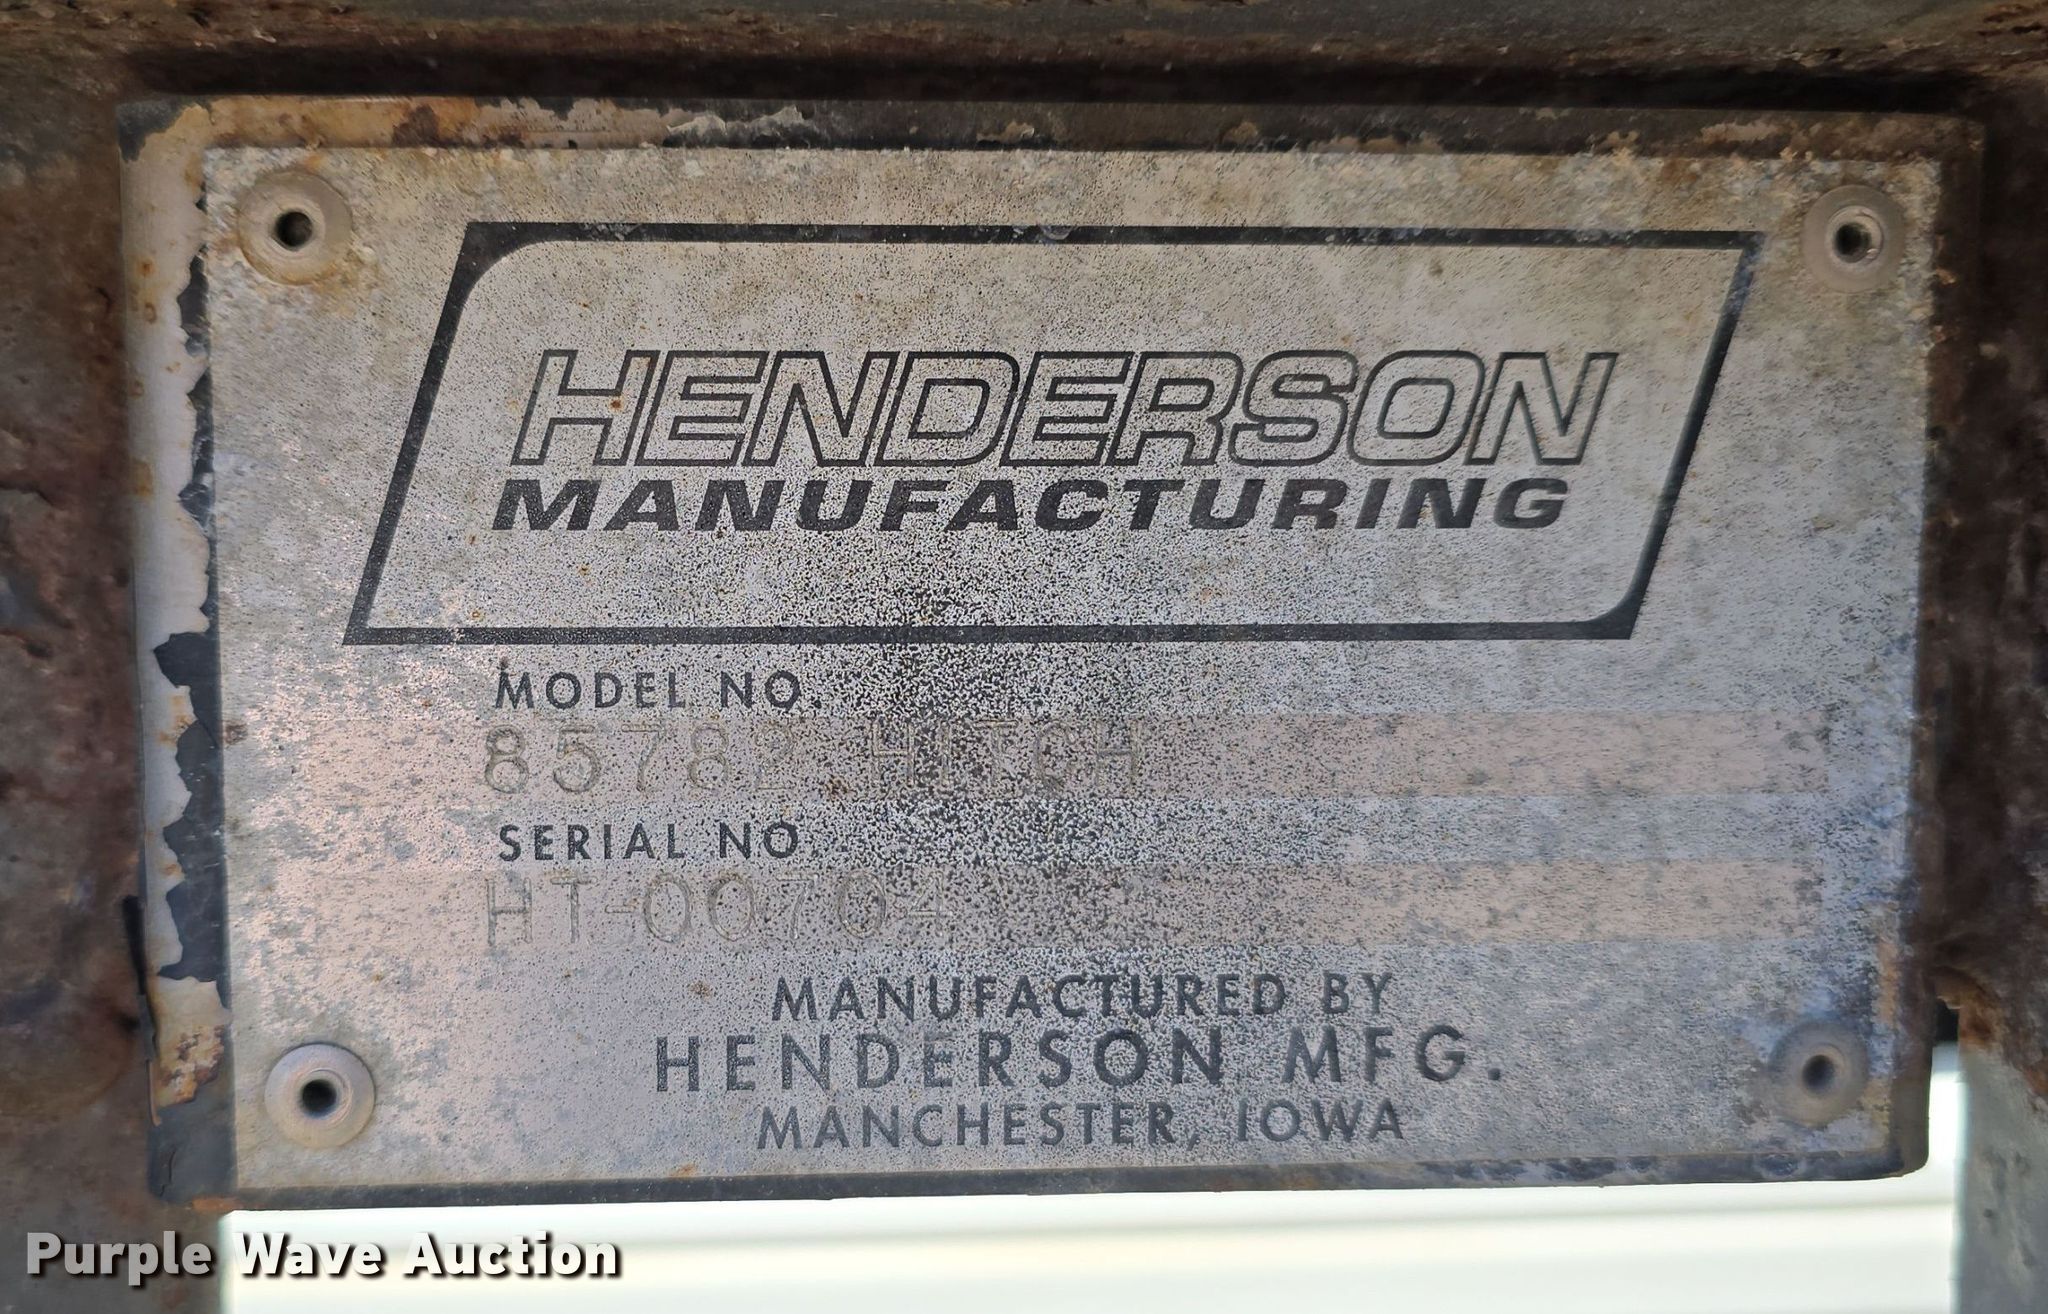 HENDERSON
MANUFACTURING
MODEL NO.
85782 HITCH
SERIAL NO.
HT-00704
MANUFACTURED BY
HENDERSON MFG.
MANCHESTER, IOWA
Purple Wave Auction